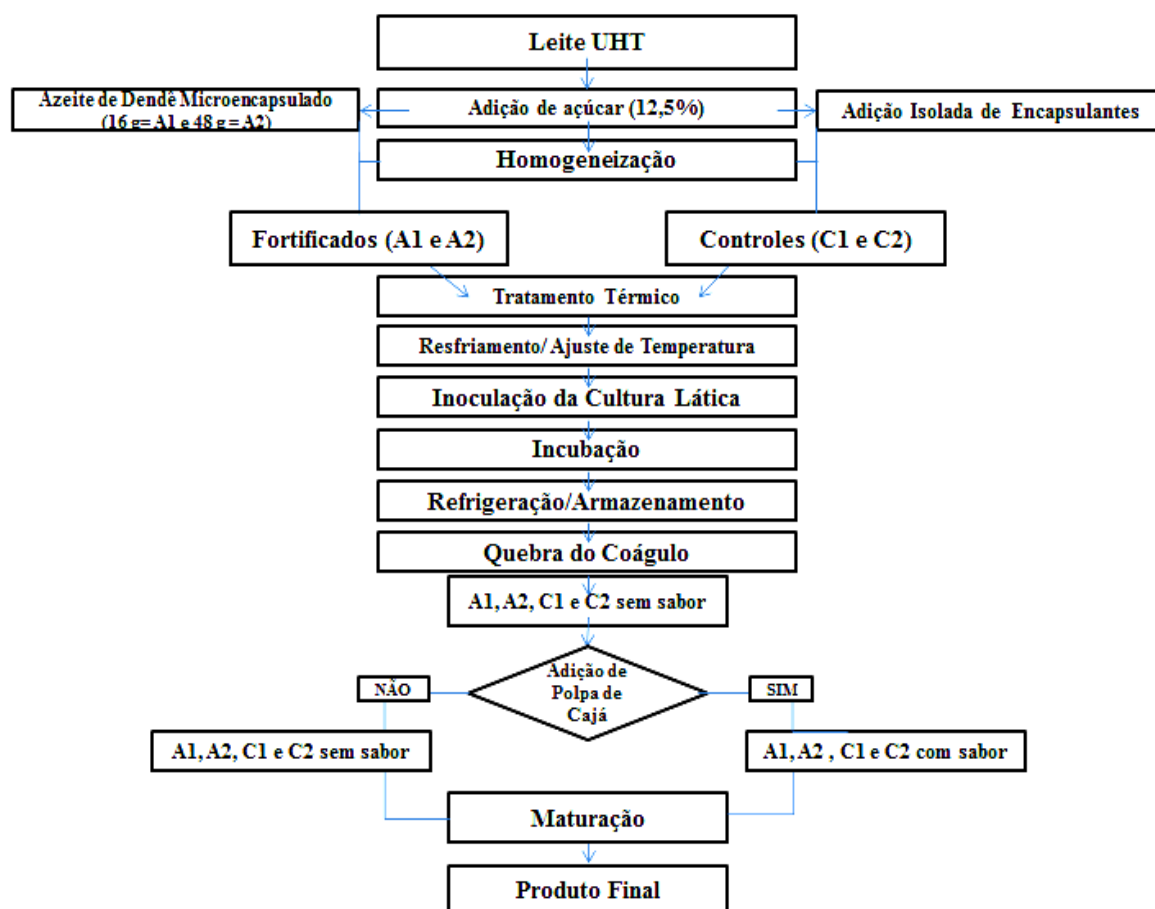 Leite UHT
Azeite de Dendê Microencapsulado
(16 g= A1 e 48 g = A2)
Adição de açúcar (12,5%)
Adição Isolada de Encapsulantes
Homogeneização
Fortificados (A1 e A2)
Controles (C1 e C2)
Tratamento Térmico
Resfriamento/ Ajuste de Temperatura
Inoculação da Cultura Lática
Incubação
Refrigeração/Armazenamento
Quebra do Coágulo
A1, A2, C1 e C2 sem sabor
Adição de
Polpa de
Cajá
NÃO
SIM
A1, A2, C1 e C2 sem sabor
A1, A2 , C1 e C2 com sabor
Maturação
Produto Final